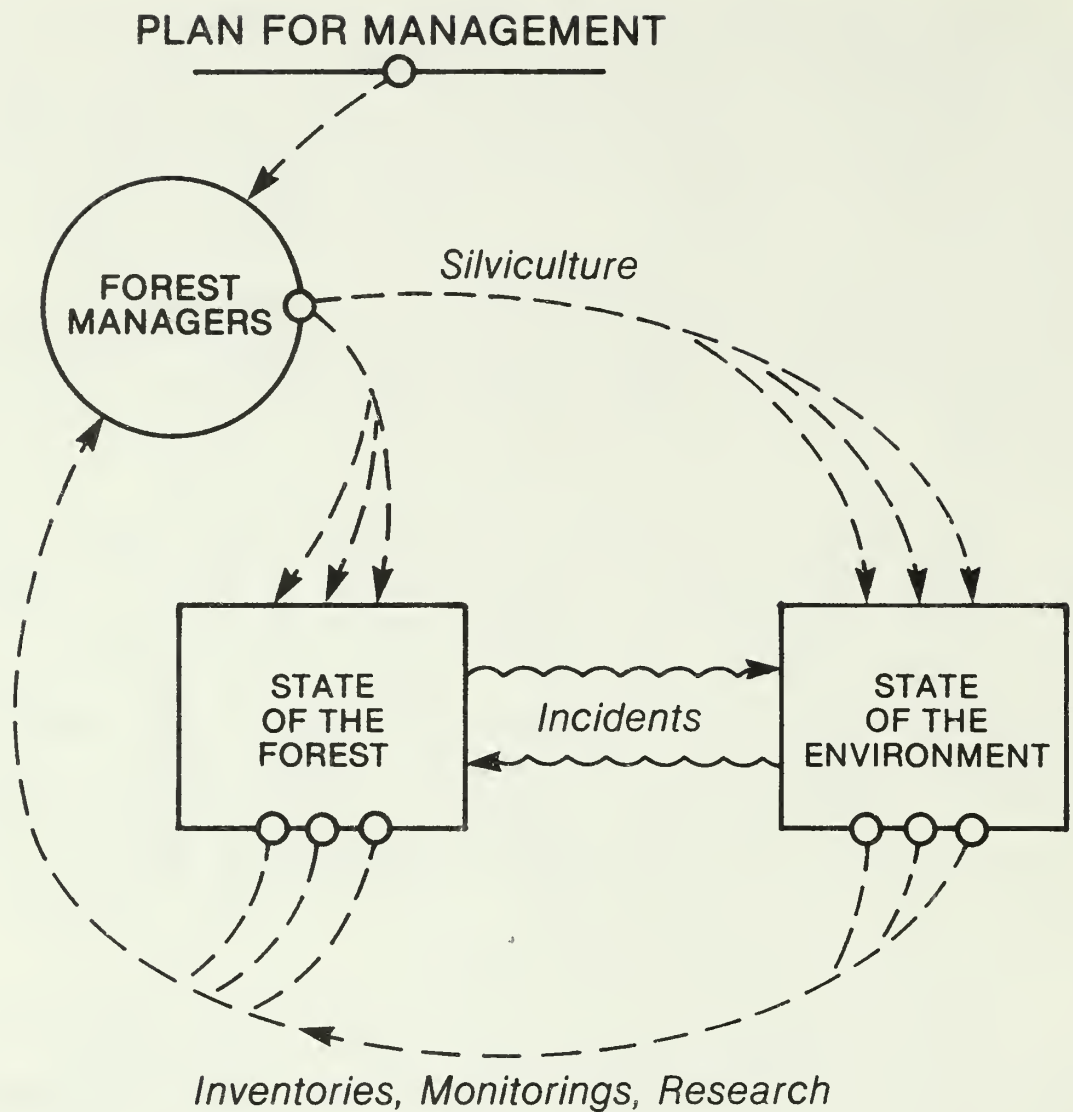 PLAN FOR MANAGEMENT
FOREST
MANAGERS
Silviculture
STATE
OF THE
FOREST
Incidents
STATE
OF THE
ENVIRONMENT
Inventories, Monitorings, Research